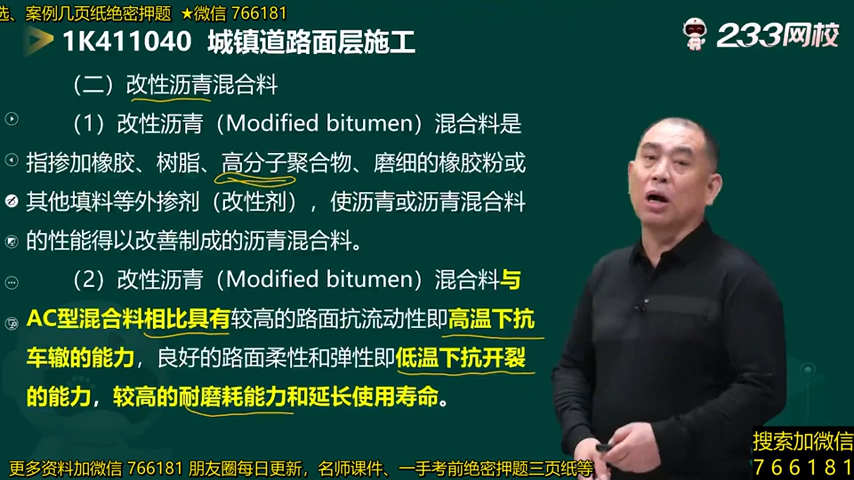 选、案例几页纸绝密押题 ★微信 766181
1K411040 城镇道路面层施工
233网校
（二）改性沥青混合料
（1）改性沥青（Modified bitumen）混合料是
指掺加橡胶、树脂、高分子聚合物、磨细的橡胶粉或
其他填料等外掺剂（改性剂），使沥青或沥青混合料
的性能得以改善制成的沥青混合料。
（2）改性沥青（Modified bitumen）混合料与
AC型混合料相比具有较高的路面抗流动性即高温下抗
车辙的能力，良好的路面柔性和弹性即低温下抗开裂
的能力，较高的耐磨耗能力和延长使用寿命。
搜索加微信
766181
更多资料加微信 766181 朋友圈每日更新，名师课件、一手考前绝密押题三页纸等